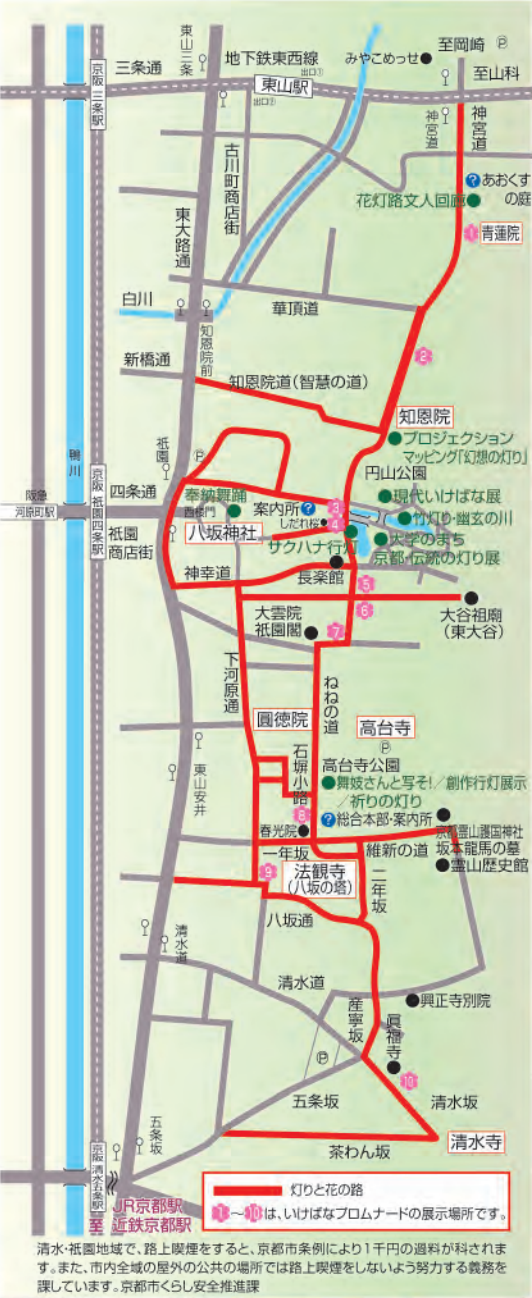 至岡崎
Ⓟ
東山三条
地下鉄東西線
みやこめっせ
三条通
出口①
至山科
京阪 三条駅
東山駅
出口②
神宮道
神宮道
古川町商店街
?
あおくす
の庭
花灯路文人回廊
東大路通
1
青蓮院
白川
華頂道
知恩院前
2
新橋通
知恩院道(智慧の道)
知恩院
プロジェクション
マッピング「幻想の灯り」
祇園
Ⓟ
円山公園
鴨川
阪急
河原町駅
京阪 祇園四条駅
四条通
奉納舞踊
西楼門
案内所
?
3
現代いけばな展
しだれ桜
4
竹灯り・幽玄の川
祇園
商店街
八坂神社
サクハナ行灯
大学のまち
京都・伝統の灯り展
神幸道
長楽館
5
6
大谷祖廟
(東大谷)
大雲院
祇園閣
7
下河原通
ねねの道
圓徳院
高台寺
Ⓟ
石塀小路
高台寺公園
舞妓さんと写そ!/創作行灯展示
/祈りの灯り
東山安井
8
?
総合本部・案内所
春光院
京都霊山護国神社
坂本龍馬の墓
一年坂
維新の道
霊山歴史館
9
法観寺
(八坂の塔)
二年坂
八坂通
清水道
清水道
産寧坂
興正寺別院
眞福寺
Ⓟ
10
五条坂
清水坂
五条坂
茶わん坂
清水寺
京阪 清水五条駅
至
JR京都駅
近鉄京都駅
灯りと花の路
1~10は、いけばなプロムナードの展示場所です。
清水・祇園地域で、路上喫煙をすると、京都市条例により1千円の過料が科されま
す。また、市内全域の屋外の公共の場所では路上喫煙をしないよう努力する義務を
課しています。京都市くらし安全推進課